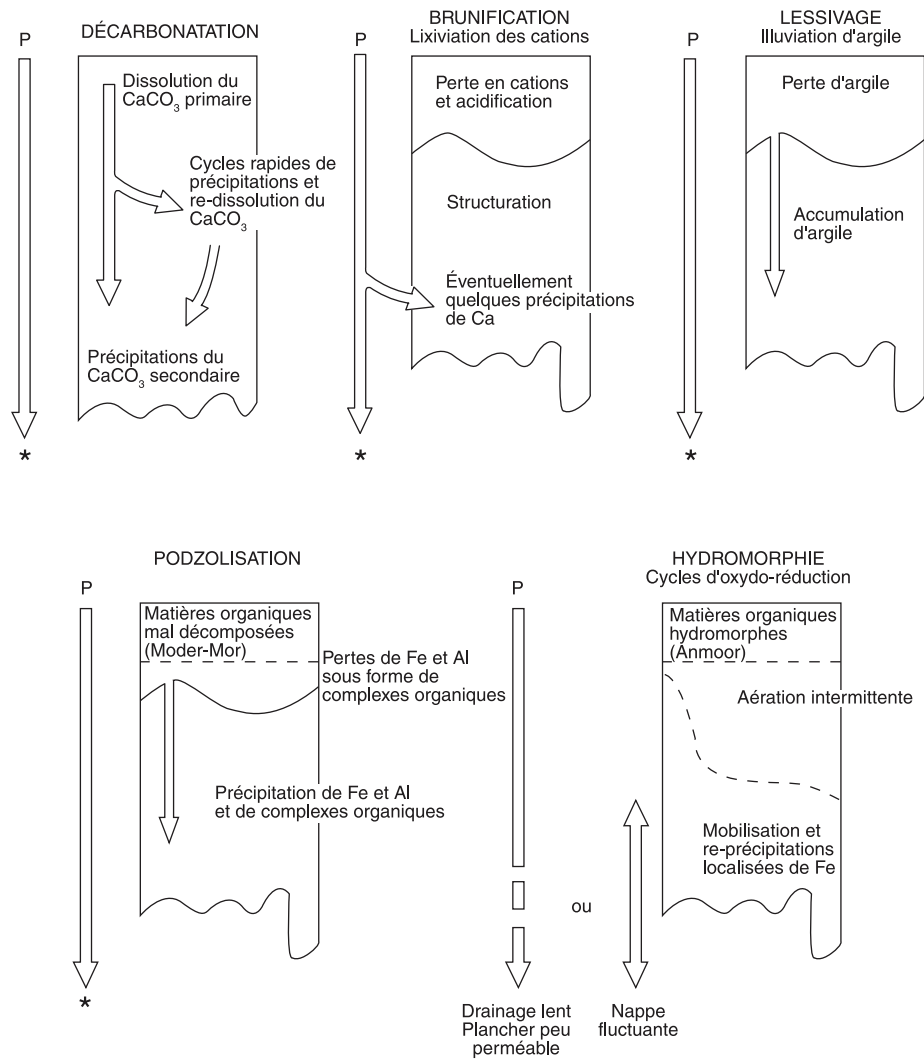 P
DÉCARBONATATION
Dissolution du
CaCO₃ primaire
Cycles rapides de
précipitations et
re-dissolution du
CaCO₃
Précipitations du
CaCO₃ secondaire
*
P
BRUNIFICATION
Lixiviation des cations
Perte en cations
et acidification
Structuration
Éventuellement
quelques précipitations
de Ca
*
P
LESSIVAGE
Illuviation d'argile
Perte d'argile
Accumulation
d'argile
*
P
PODZOLISATION
Matières organiques
mal décomposées
(Moder-Mor)
Pertes de Fe et Al
sous forme de
complexes organiques
Précipitation de Fe et Al
et de complexes organiques
*
P
HYDROMORPHIE
Cycles d'oxydo-réduction
Matières organiques
hydromorphes
(Anmoor)
Aération intermittente
Mobilisation et
re-précipitations
localisées de Fe
ou
Drainage lent
Plancher peu
perméable
Nappe
fluctuante